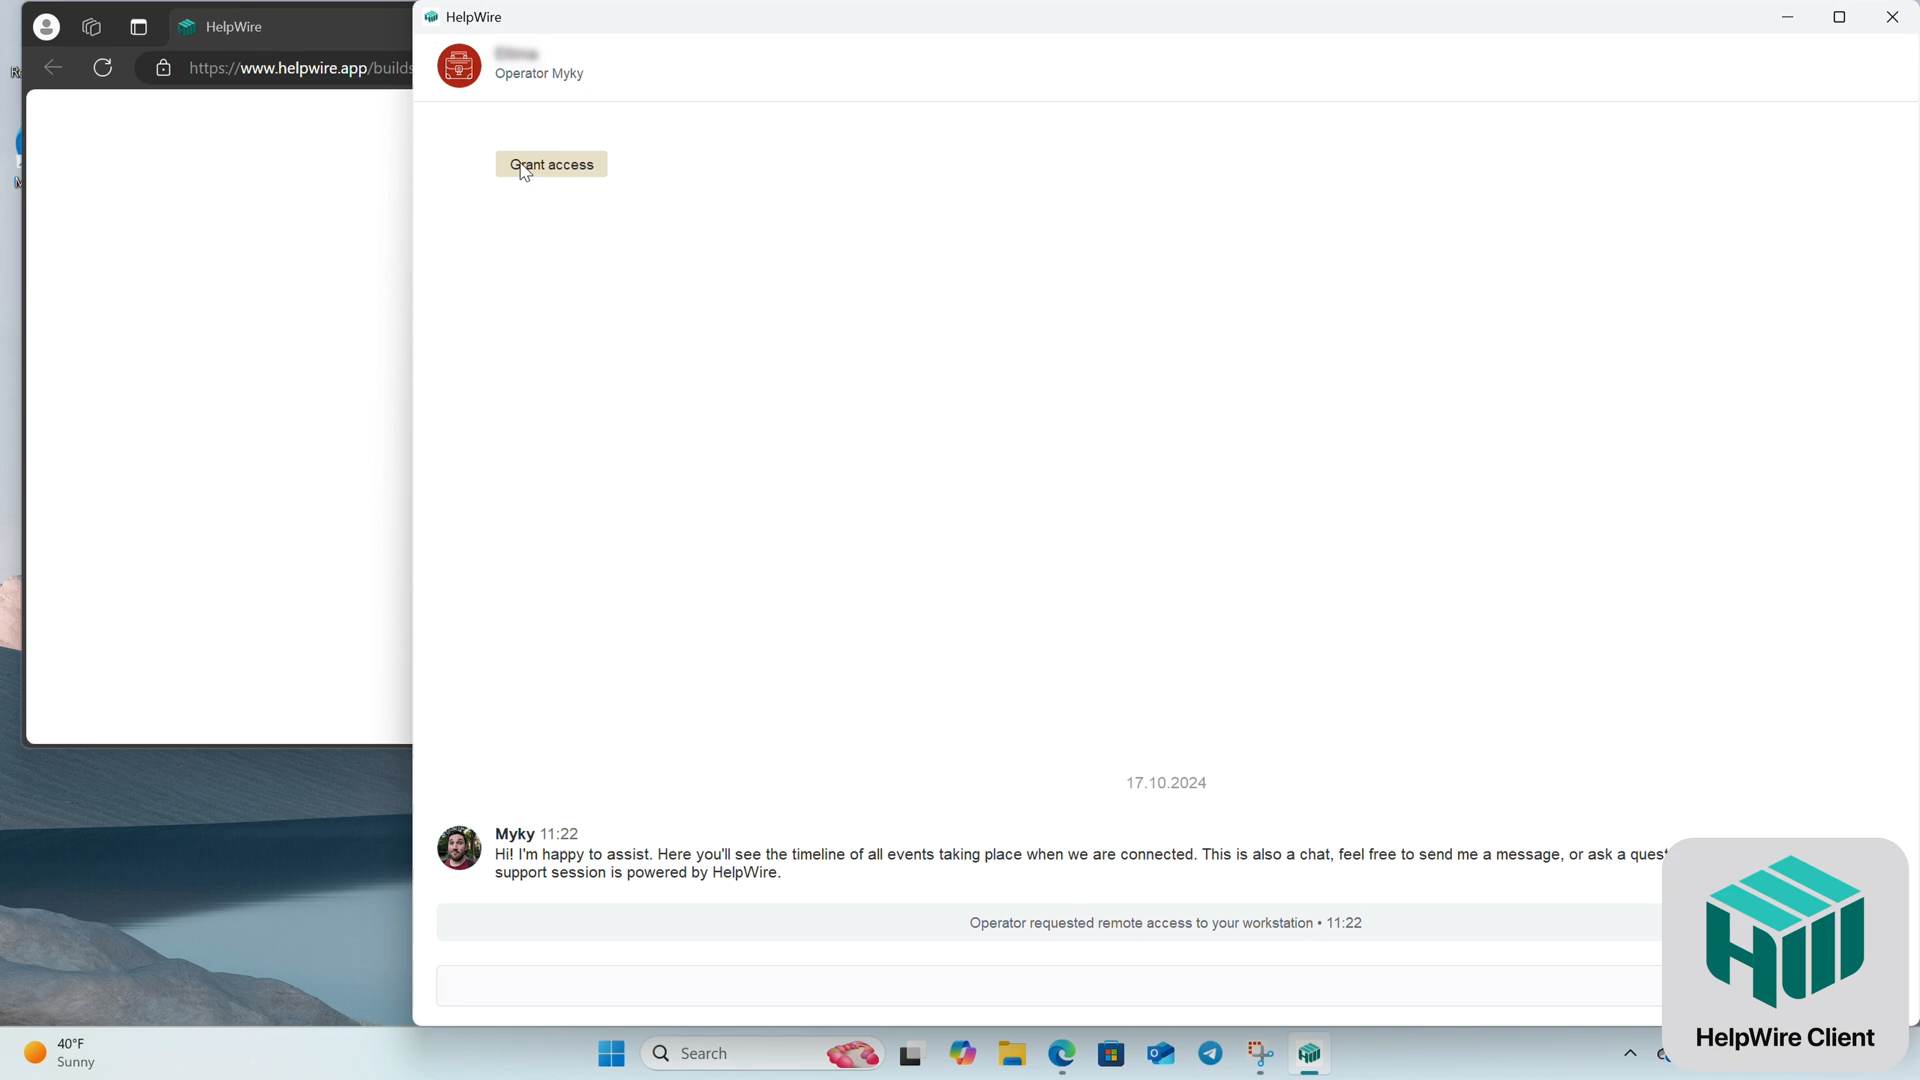 HelpWire
HelpWire
https://www.helpwire.app/builds
Operator Myky
Grant access
17.10.2024
Myky 11:22
Hi! I'm happy to assist. Here you'll see the timeline of all events taking place when we are connected. This is also a chat, feel free to send me a message, or ask a quest
support session is powered by HelpWire.
Operator requested remote access to your workstation • 11:22
HelpWire Client
40°F
Sunny
Search